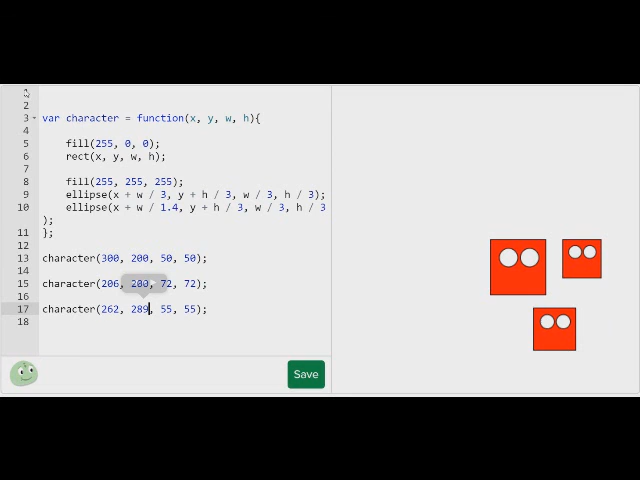 1
2
3 var character = function(x, y, w, h){
4
5 fill(255, 0, 0);
6 rect(x, y, w, h);
7
8 fill(255, 255, 255);
9 ellipse(x + w / 3, y + h / 3, w / 3, h / 3);
10 ellipse(x + w / 1.4, y + h / 3, w / 3, h / 3
);
11 };
12
13 character(300, 200, 50, 50);
14
15 character(206, 200, 72, 72);
16
17 character(262, 289, 55, 55);
18
Save